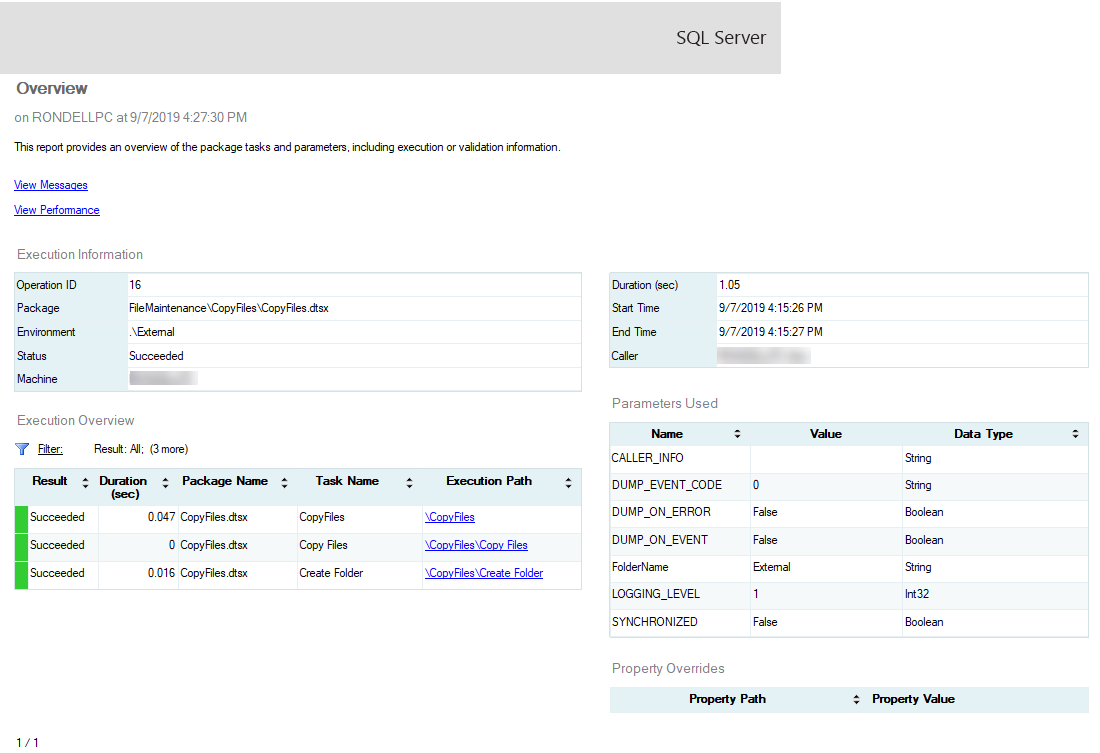 SQL Server
Overview
on RONDELLPC at 9/7/2019 4:27:30 PM
This report provides an overview of the package tasks and parameters, including execution or validation information.
View Messages
View Performance
Execution Information
Operation ID 16
Package FileMaintenance\CopyFiles\CopyFiles.dtsx
Environment .\External
Status Succeeded
Machine
Duration (sec) 1.05
Start Time 9/7/2019 4:15:26 PM
End Time 9/7/2019 4:15:27 PM
Caller
Execution Overview
Filter: Result: All; (3 more)
Result Duration (sec) Package Name Task Name Execution Path
Succeeded 0.047 CopyFiles.dtsx CopyFiles \CopyFiles
Succeeded 0 CopyFiles.dtsx Copy Files \CopyFiles\Copy Files
Succeeded 0.016 CopyFiles.dtsx Create Folder \CopyFiles\Create Folder
Parameters Used
Name Value Data Type
CALLER_INFO String
DUMP_EVENT_CODE 0 String
DUMP_ON_ERROR False Boolean
DUMP_ON_EVENT False Boolean
FolderName External String
LOGGING_LEVEL 1 Int32
SYNCHRONIZED False Boolean
Property Overrides
Property Path Property Value
1 / 1